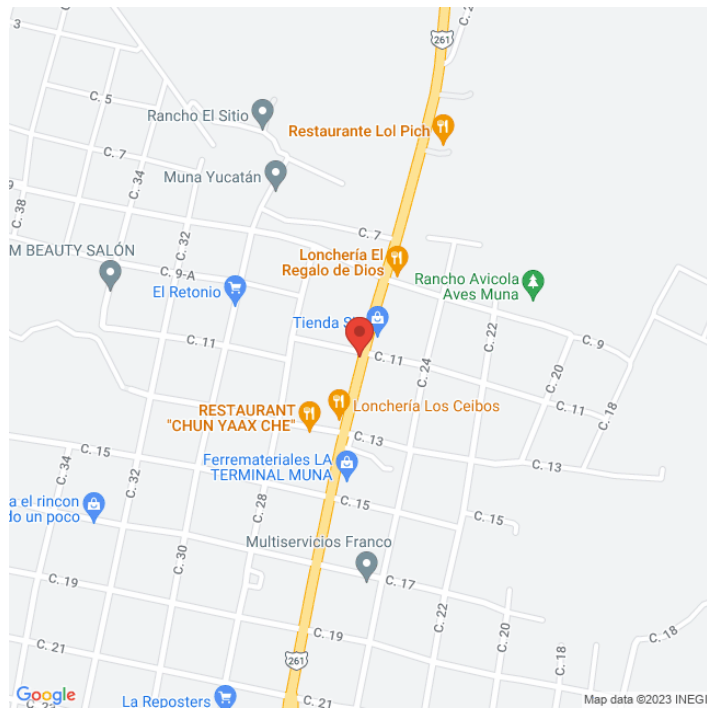 C. 2
261
3
C. 5
Rancho El Sitio
Restaurante Lol Pich
C. 7
C. 34
Muna Yucatán
C. 38
C. 32
C. 7
M BEAUTY SALÓN
Lonchería El
Regalo de Dios
C. 9-A
Rancho Avicola
Aves Muna
El Retonio
Tienda S
C. 22
C. 9
C. 11
C. 11
C. 24
C. 20
C. 18
C. 11
RESTAURANT
"CHUN YAAX CHE"
Lonchería Los Ceibos
C. 13
C. 15
C. 13
Ferremateriales LA
TERMINAL MUNA
C. 34
C. 32
C. 28
a el rincon
do un poco
C. 15
C. 15
Multiservicios Franco
C. 30
C. 19
C. 17
C. 22
C. 20
C. 19
C. 18
C. 18
C. 21
261
Google
La Reposters
C. 21
Map data ©2023 INEGI